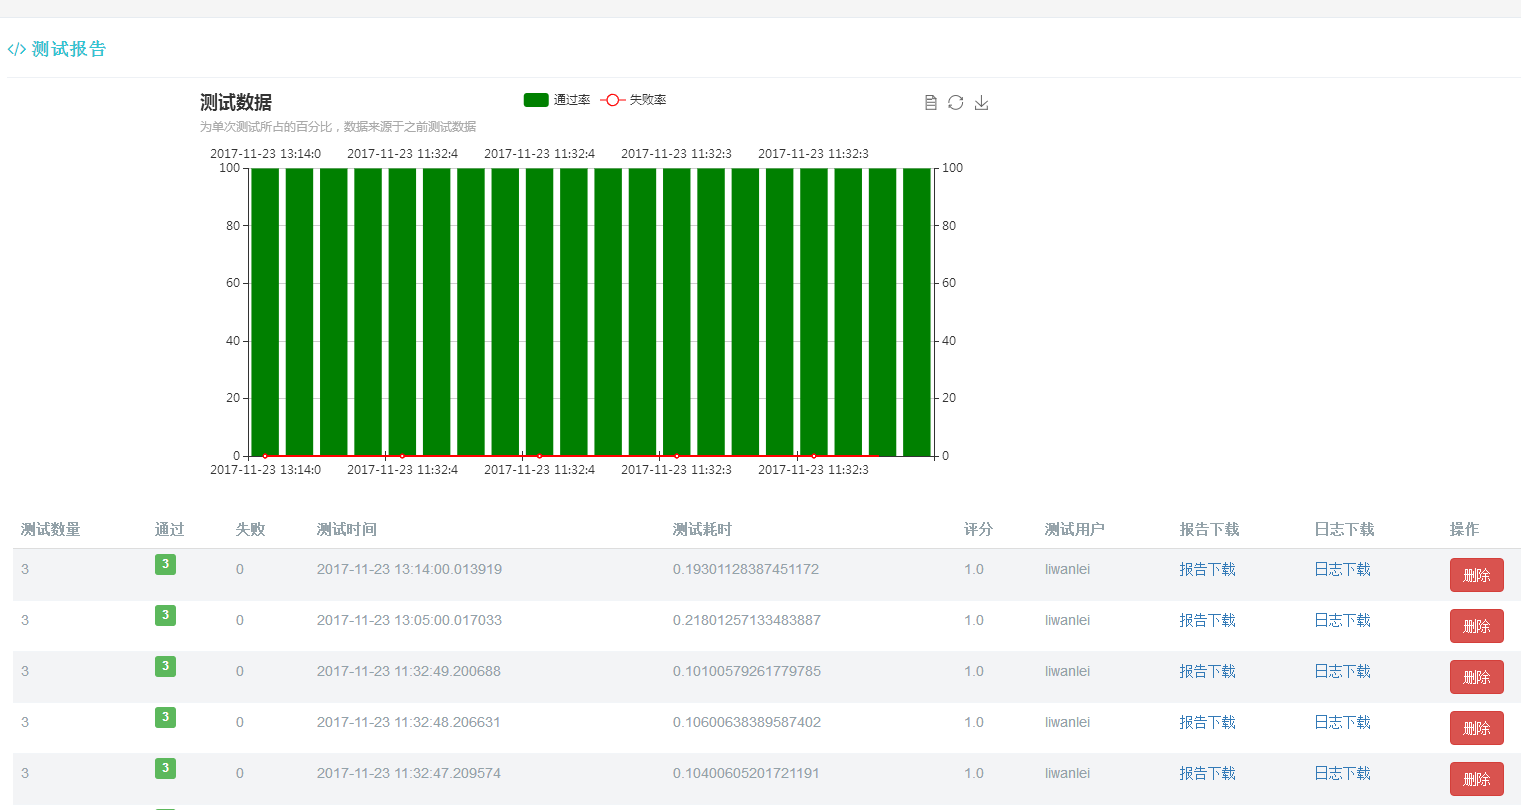 </> 测试报告
测试数据
通过率 失败率
为单次测试所占的百分比，数据来源于之前测试数据
2017-11-23 13:14:0 2017-11-23 11:32:4 2017-11-23 11:32:4 2017-11-23 11:32:3 2017-11-23 11:32:3
100 100
80 80
60 60
40 40
20 20
0 0
2017-11-23 13:14:0 2017-11-23 11:32:4 2017-11-23 11:32:4 2017-11-23 11:32:3 2017-11-23 11:32:3
测试数量 通过 失败 测试时间 测试耗时 评分 测试用户 报告下载 日志下载 操作
3 3 0 2017-11-23 13:14:00.013919 0.19301128387451172 1.0 liwanlei 报告下载 日志下载 删除
3 3 0 2017-11-23 13:05:00.017033 0.21801257133483887 1.0 liwanlei 报告下载 日志下载 删除
3 3 0 2017-11-23 11:32:49.200688 0.10100579261779785 1.0 liwanlei 报告下载 日志下载 删除
3 3 0 2017-11-23 11:32:48.206631 0.10600638389587402 1.0 liwanlei 报告下载 日志下载 删除
3 3 0 2017-11-23 11:32:47.209574 0.10400605201721191 1.0 liwanlei 报告下载 日志下载 删除